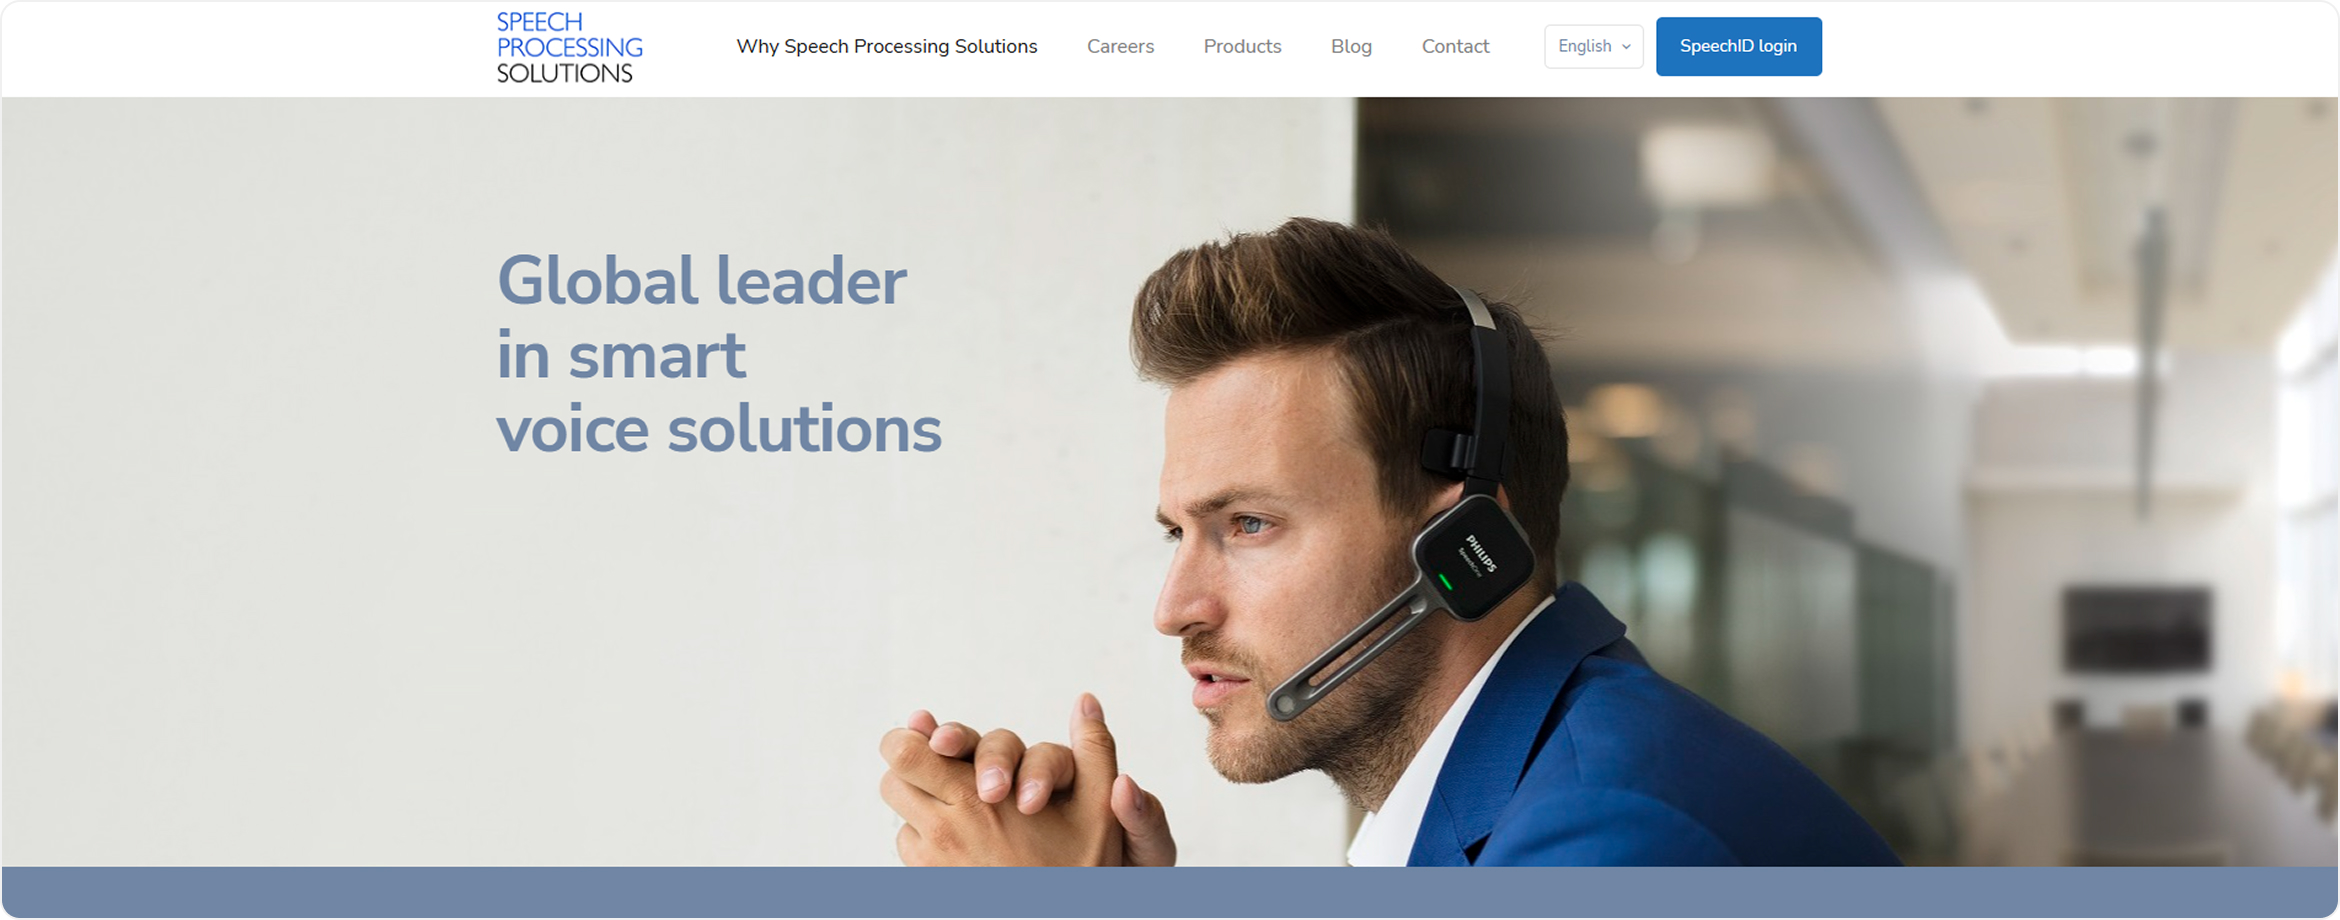 SPEECH
PROCESSING
SOLUTIONS
Why Speech Processing Solutions
Careers
Products
Blog
Contact
English
SpeechID login
Global leader
in smart
voice solutions
PHILIPS
SpeechOne